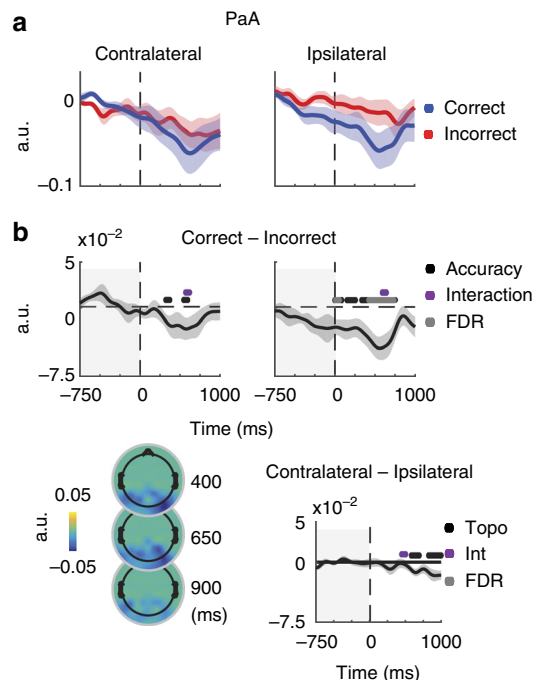 a
PaA
Contralateral
Ipsilateral
0
−0.1
a.u.
Correct
Incorrect
b
x10⁻²
Correct – Incorrect
5
0
−7.5
a.u.
Accuracy
Interaction
FDR
−750 0 1000
−750 0 1000
Time (ms)
0.05
−0.05
a.u.
400
650
900
(ms)
Contralateral – Ipsilateral
x10⁻²
5
0
−7.5
Topo
Int
FDR
−750 0 1000
Time (ms)